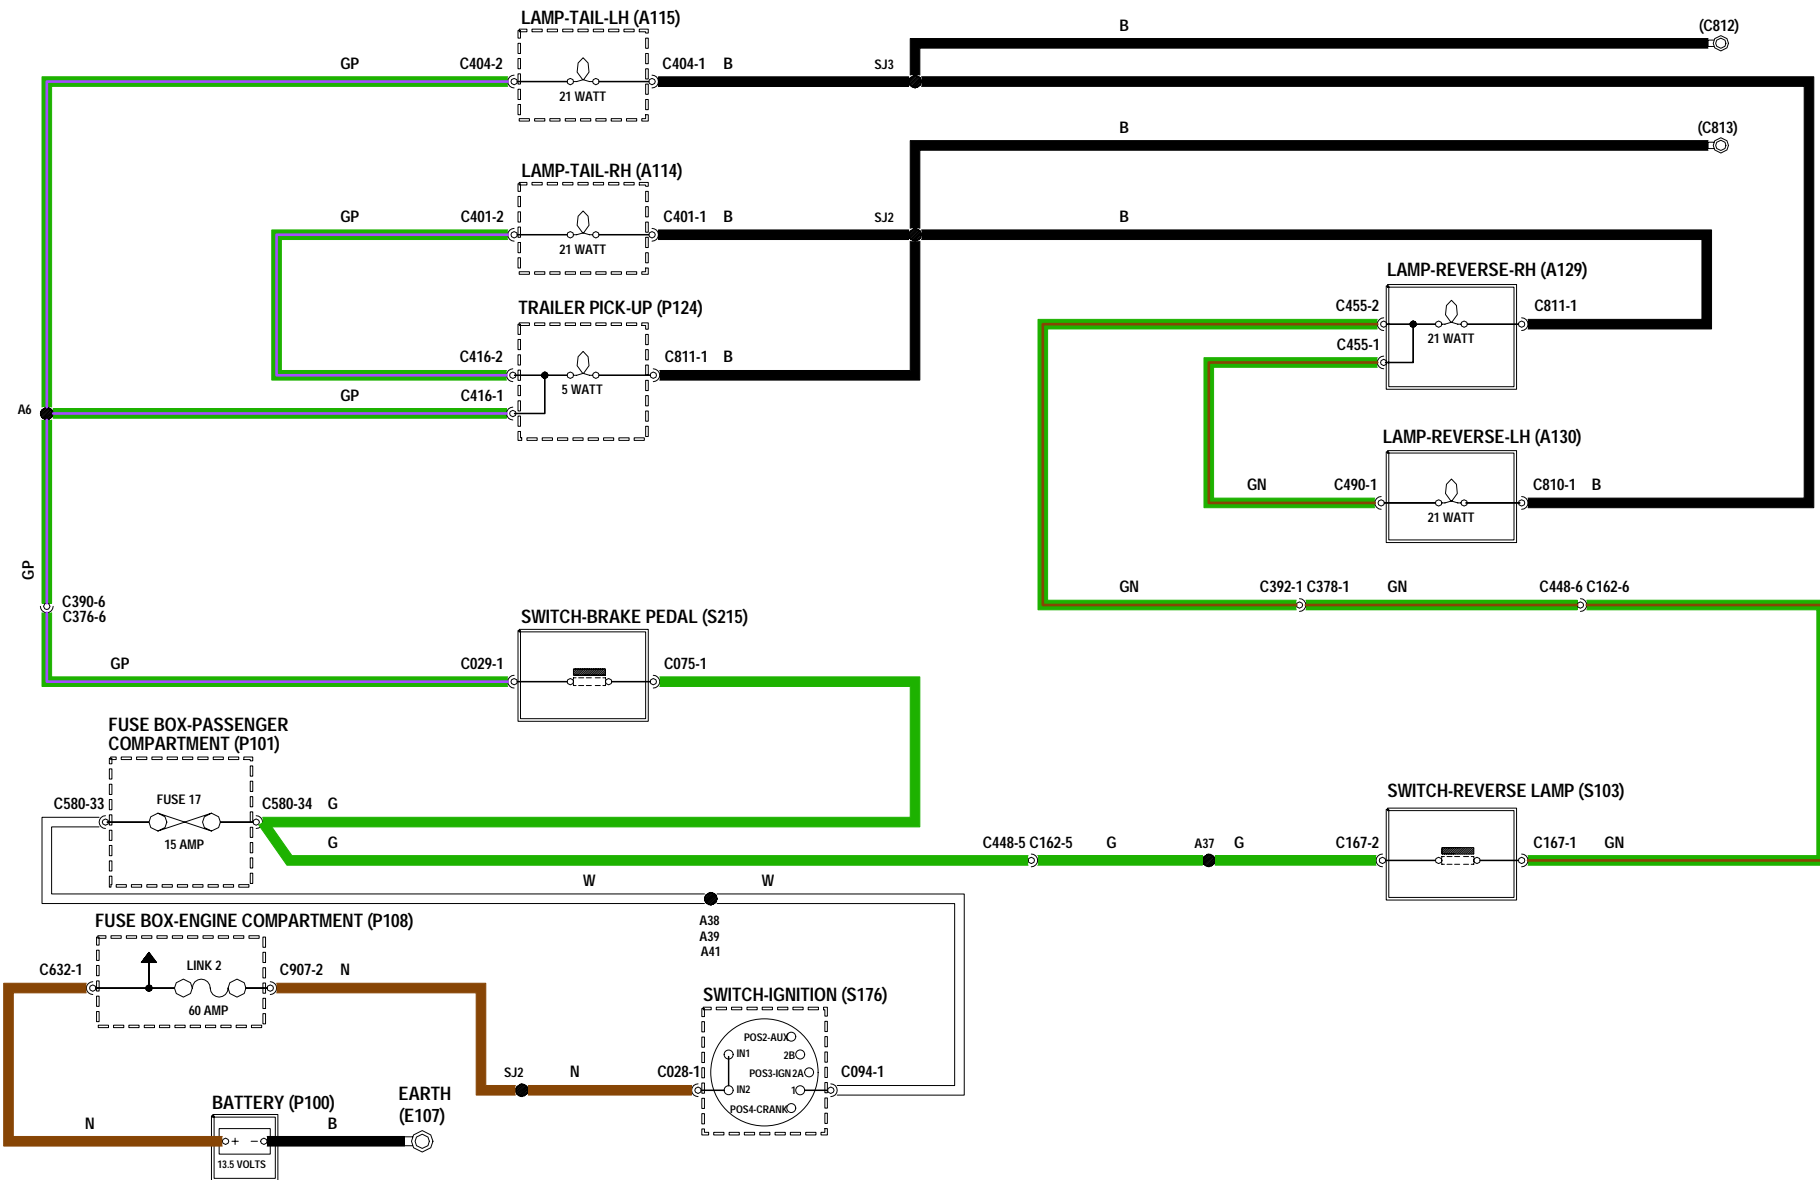 LAMP-TAIL-LH (A115)
B
(C812)
GP
C404-2
C404-1 B
SJ3
21 WATT
B
(C813)
LAMP-TAIL-RH (A114)
GP
C401-2
C401-1 B
SJ2
B
21 WATT
LAMP-REVERSE-RH (A129)
TRAILER PICK-UP (P124)
C455-2
C811-1
C455-1
21 WATT
C416-2
C811-1 B
5 WATT
GP
C416-1
A6
LAMP-REVERSE-LH (A130)
GN
C490-1
C810-1 B
21 WATT
GP
C390-6
C376-6
GN
C392-1 C378-1
GN
C448-6 C162-6
SWITCH-BRAKE PEDAL (S215)
GP
C029-1
C075-1
FUSE BOX-PASSENGER
COMPARTMENT (P101)
C580-33
FUSE 17
C580-34 G
15 AMP
G
SWITCH-REVERSE LAMP (S103)
C448-5 C162-5
G
A37
G
C167-2
C167-1
GN
W
W
A38
A39
A41
FUSE BOX-ENGINE COMPARTMENT (P108)
C632-1
LINK 2
C907-2 N
60 AMP
SWITCH-IGNITION (S176)
POS2-AUX
IN1
2B
POS3-IGN 2A
SJ2
N
C028-1
IN2
1
C094-1
POS4-CRANK
BATTERY (P100)
EARTH
(E107)
N
B
+ −
13.5 VOLTS